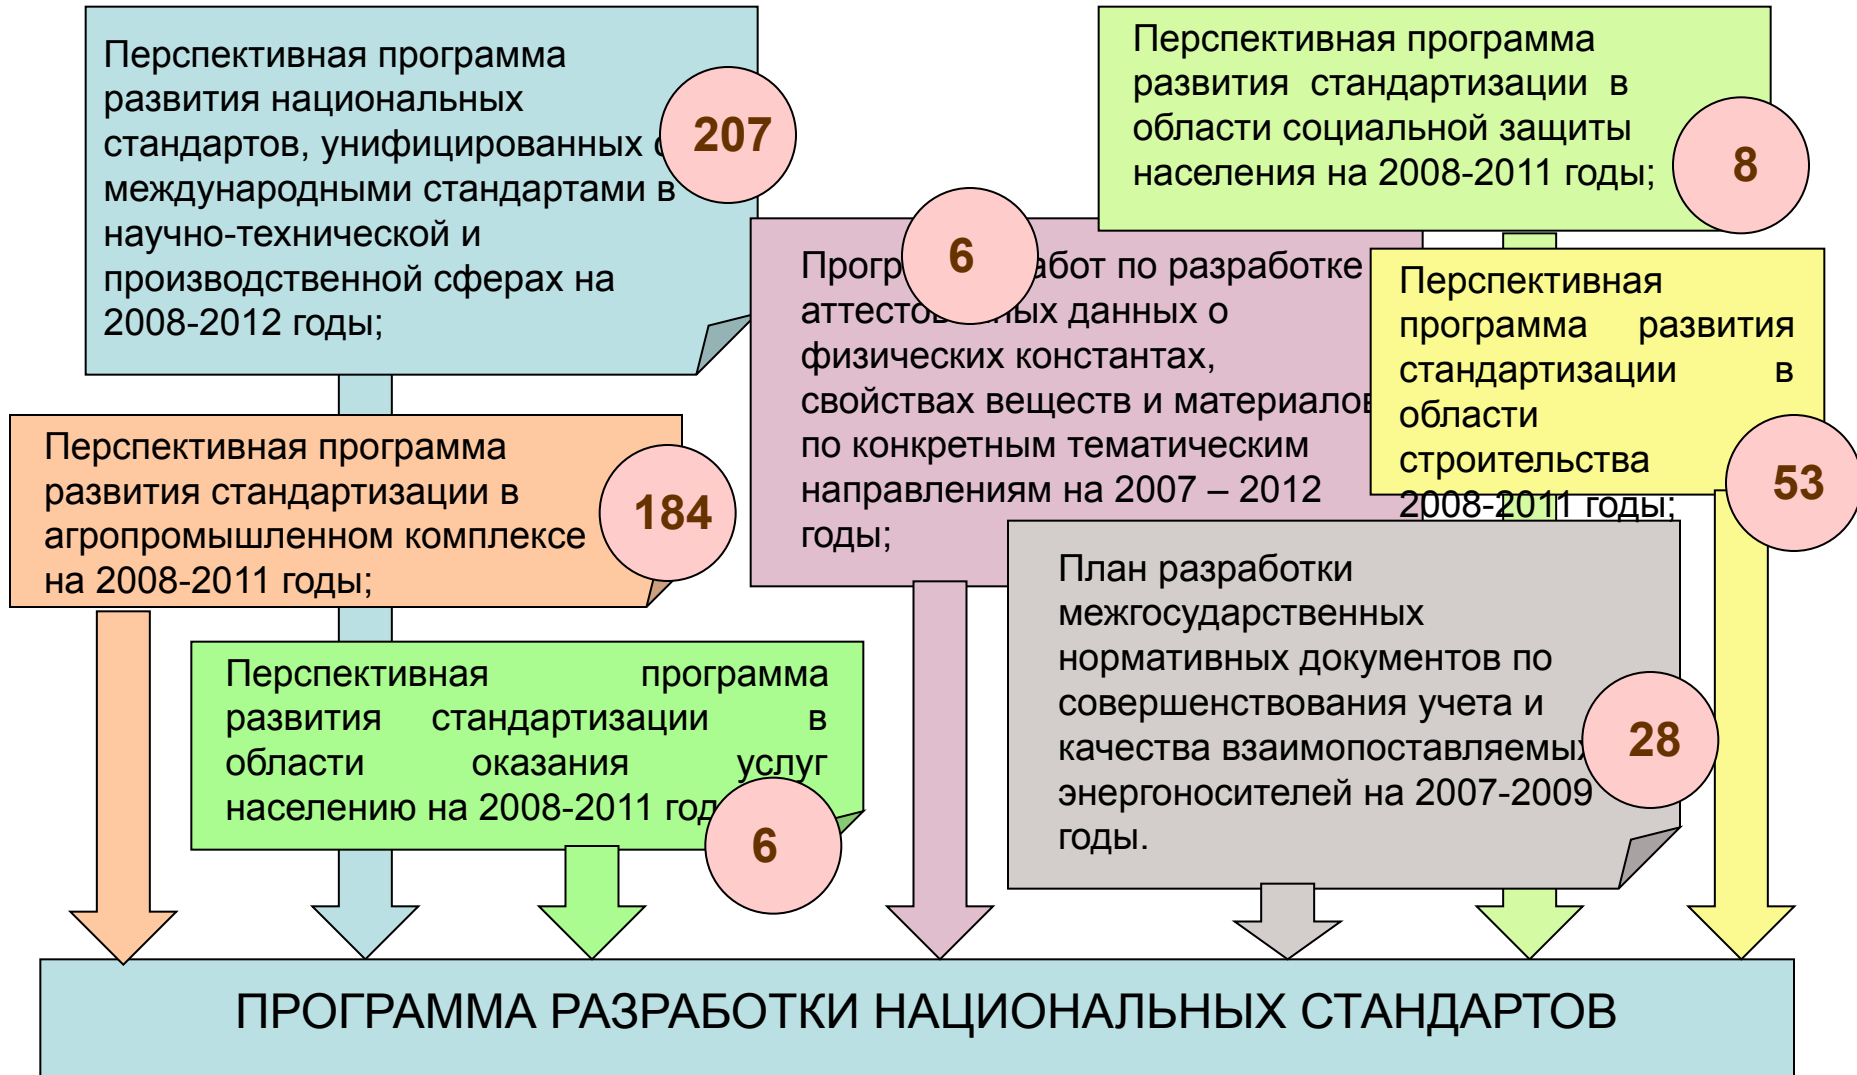 Перспективная программа
развития национальных
стандартов, унифицированных
международными стандартами в
научно-технической и
производственной сферах на
2008-2012 годы;
207
Перспективная программа
развития стандартизации в
области социальной защиты
населения на 2008-2011 годы;
8
6
абот по разработке
данных о
физических константах,
свойствах веществ и материалов
по конкретным тематическим
направлениям на 2007 – 2012
годы;
Перспективная
программа развития
стандартизации в
области
строительства
2008-2011 годы;
53
Перспективная программа
развития стандартизации в
агропромышленном комплексе
на 2008-2011 годы;
184
Перспективная программа
развития стандартизации в
области оказания услуг
населению на 2008-2011 год
6
План разработки
межгосударственных
нормативных документов по
совершенствования учета и
качества взаимопоставляемых
энергоносителей на 2007-2009
годы.
28
ПРОГРАММА РАЗРАБОТКИ НАЦИОНАЛЬНЫХ СТАНДАРТОВ